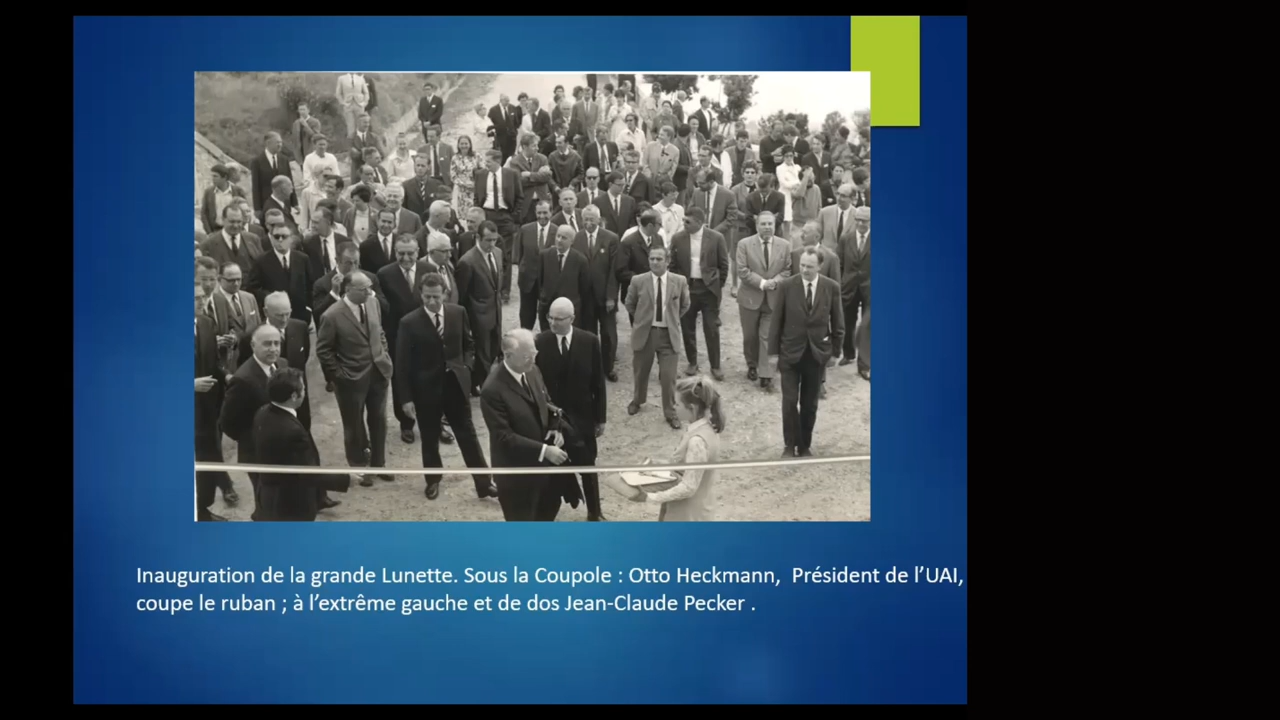 Inauguration de la grande Lunette. Sous la Coupole : Otto Heckmann,  Président de l’UAI,
coupe le ruban ; à l’extrême gauche et de dos Jean-Claude Pecker .